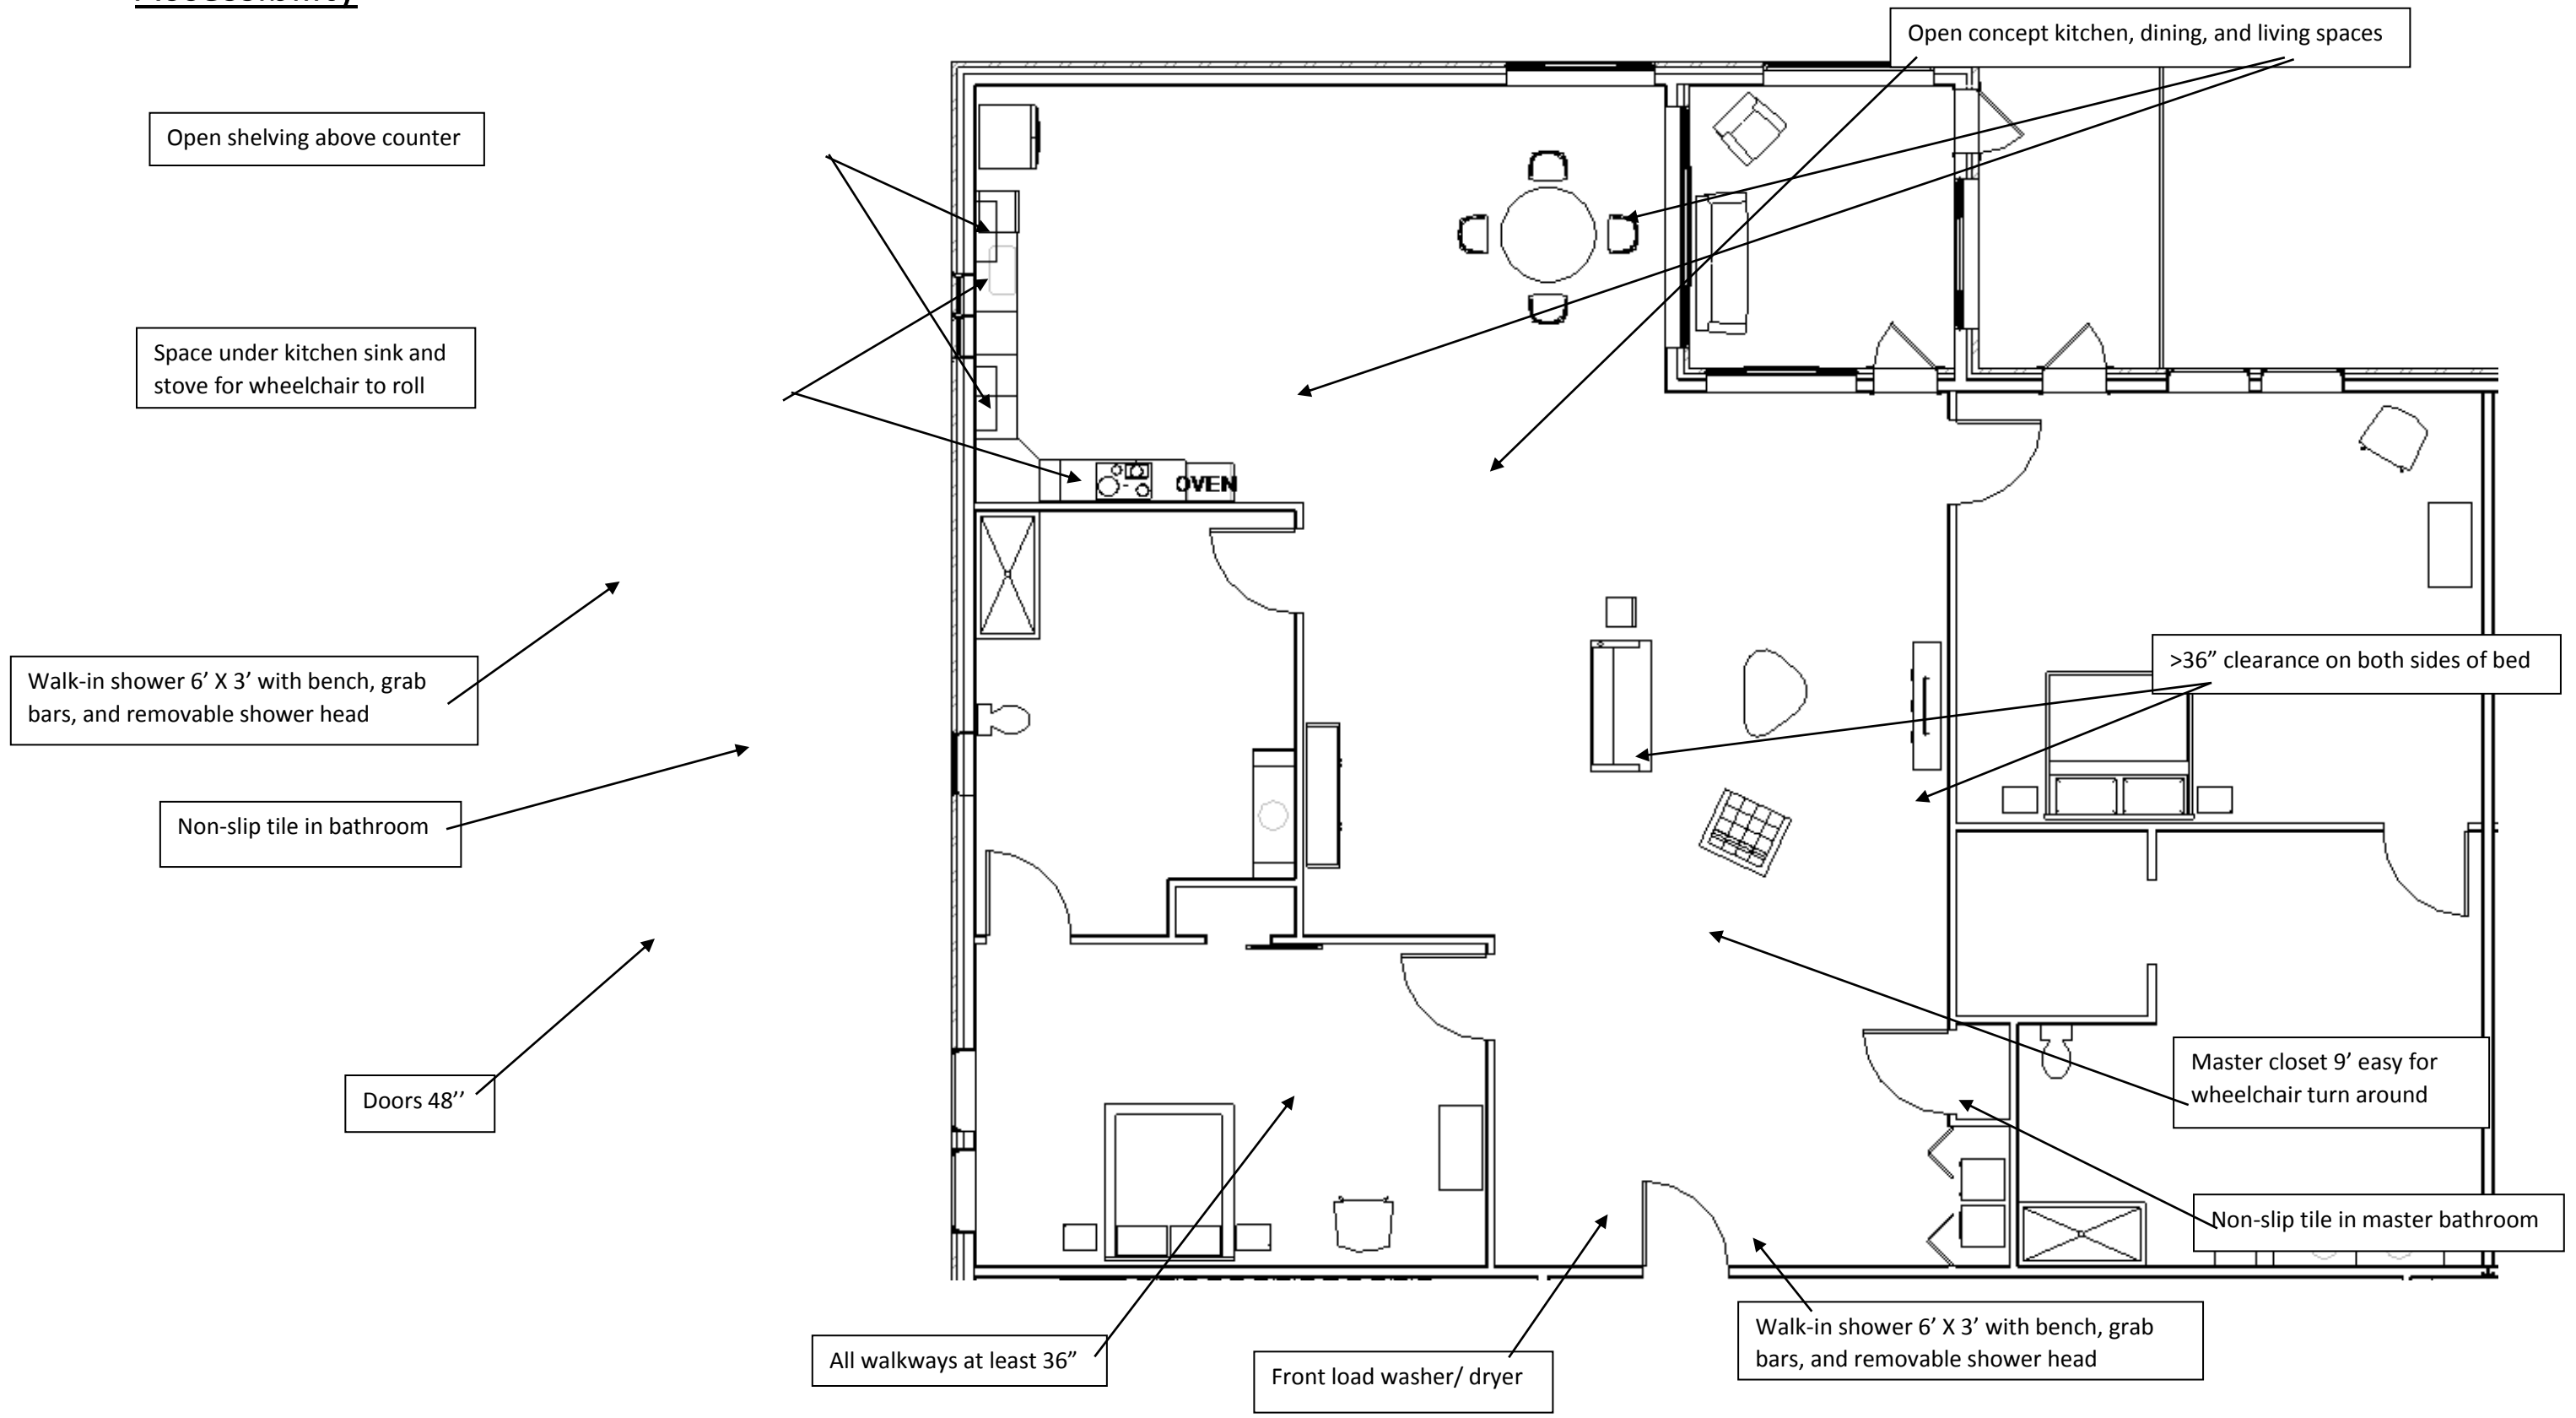 Accessibility
Open concept kitchen, dining, and living spaces
Open shelving above counter
Space under kitchen sink and
stove for wheelchair to roll
OVEN
Walk-in shower 6’ X 3’ with bench, grab
bars, and removable shower head
>36” clearance on both sides of bed
Non-slip tile in bathroom
Doors 48’’
Master closet 9’ easy for
wheelchair turn around
Non-slip tile in master bathroom
All walkways at least 36”
Front load washer/ dryer
Walk-in shower 6’ X 3’ with bench, grab
bars, and removable shower head